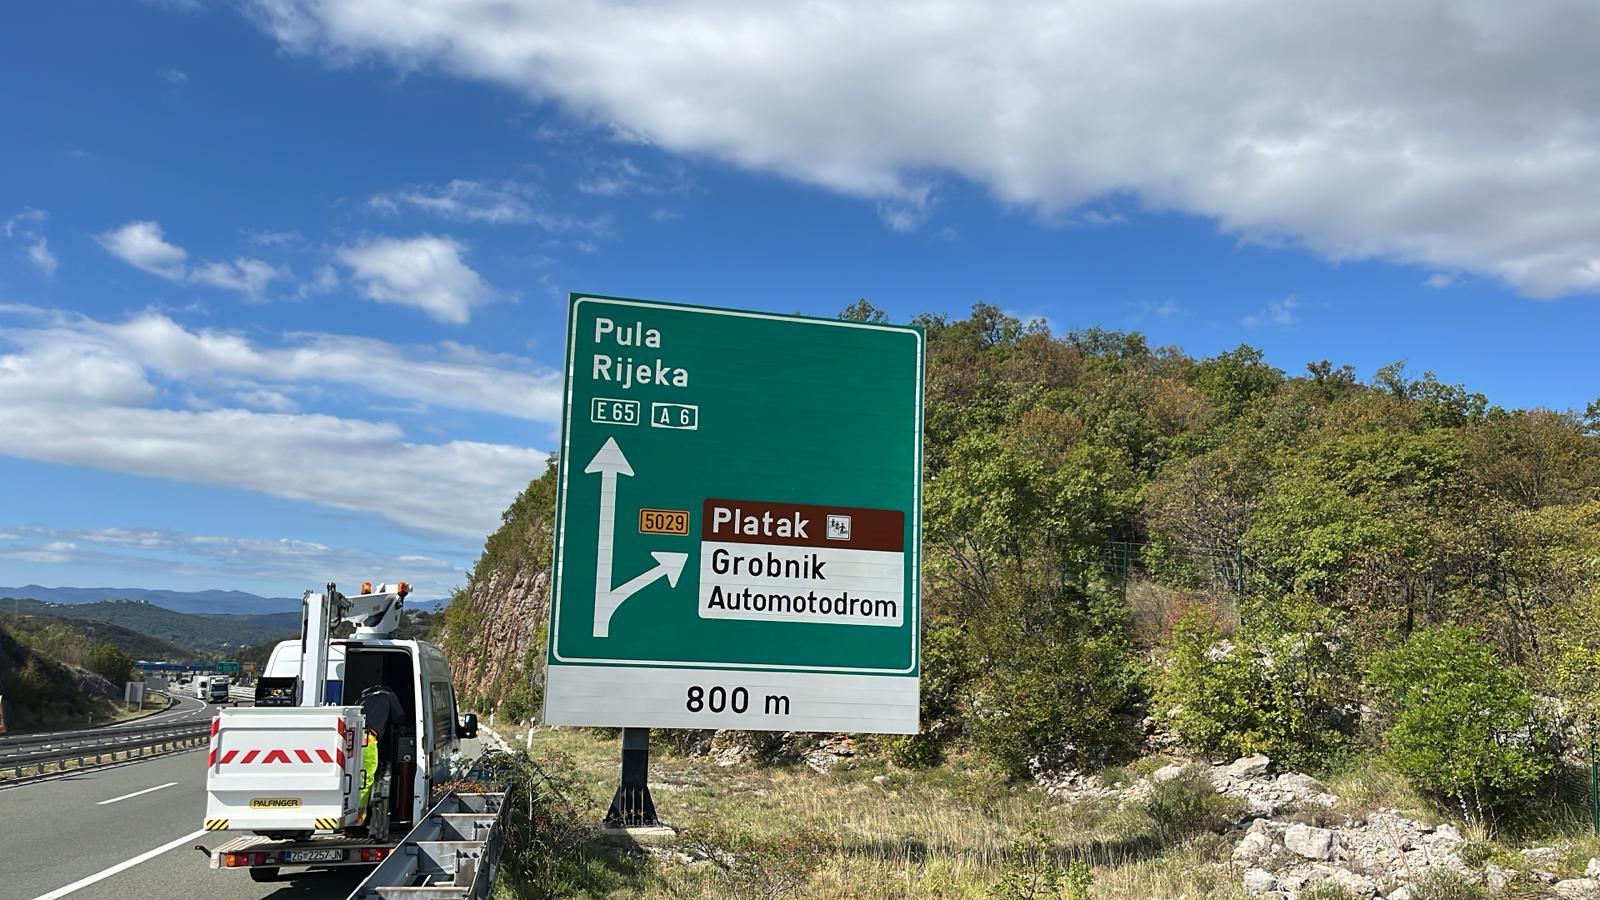 Pula
Rijeka
E 65 A 6
5029
Platak
Grobnik
Automotodrom
800 m
PALFINGER
ZG 2257-JN